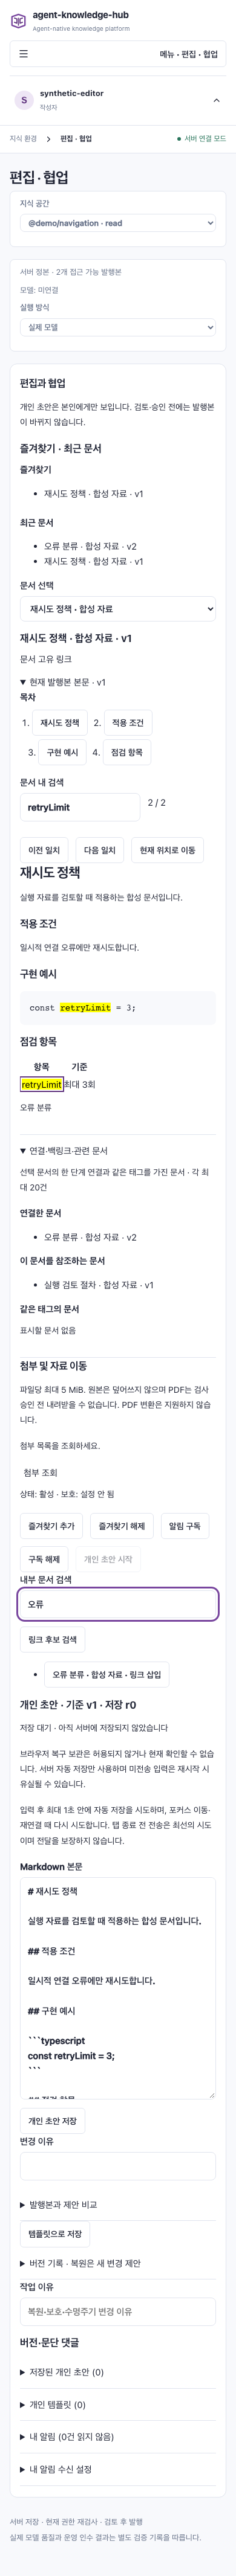 agent-knowledge-hub
Agent-native knowledge platform
☰ 메뉴 • 편집 · 협업
S synthetic-editor
작성자
지식 환경 > 편집 · 협업 ● 서버 연결 모드
편집 · 협업
지식 공간
@demo/navigation · read
서버 정본 · 2개 접근 가능 발행본
모델: 미연결
실행 방식
실제 모델
편집과 협업
개인 초안은 본인에게만 보입니다. 검토·승인 전에는 발행본
이 바뀌지 않습니다.
즐겨찾기 · 최근 문서
즐겨찾기
• 재시도 정책 · 합성 자료 · v1
최근 문서
• 오류 분류 · 합성 자료 · v2
• 재시도 정책 · 합성 자료 · v1
문서 선택
재시도 정책 · 합성 자료
재시도 정책 · 합성 자료 · v1
문서 고유 링크
▼ 현재 발행본 본문 · v1
목차
1. 재시도 정책 2. 적용 조건
3. 구현 예시 4. 점검 항목
문서 내 검색
retryLimit 2 / 2
이전 일치 다음 일치 현재 위치로 이동
재시도 정책
실행 자료를 검토할 때 적용하는 합성 문서입니다.
적용 조건
일시적 연결 오류에만 재시도합니다.
구현 예시
const retryLimit = 3;
점검 항목
항목 기준
retryLimit 최대 3회
오류 분류
▼ 연결·백링크·관련 문서
선택 문서의 한 단계 연결과 같은 태그를 가진 문서 · 각 최
대 20건
연결한 문서
• 오류 분류 · 합성 자료 · v2
이 문서를 참조하는 문서
• 실행 검토 절차 · 합성 자료 · v1
같은 태그의 문서
표시할 문서 없음
첨부 및 자료 이동
파일당 최대 5 MiB. 원본은 덮어쓰지 않으며 PDF는 검사
승인 전 내려받을 수 없습니다. PDF 변환은 지원하지 않습
니다.
첨부 목록을 조회하세요.
첨부 조회
상태: 활성 · 보호: 설정 안 됨
즐겨찾기 추가 즐겨찾기 해제 알림 구독
구독 해제 개인 초안 시작
내부 문서 검색
오류
링크 후보 검색
• 오류 분류 · 합성 자료 · 링크 삽입
개인 초안 · 기준 v1 · 저장 r0
저장 대기 · 아직 서버에 저장되지 않았습니다
브라우저 복구 보관은 허용되지 않거나 현재 확인할 수 없습
니다. 서버 자동 저장만 사용하며 미전송 입력은 재시작 시
유실될 수 있습니다.
입력 후 최대 1초 안에 자동 저장을 시도하며, 포커스 이동·
재연결 때 다시 시도합니다. 탭 종료 전 전송은 최선의 시도
이며 전달을 보장하지 않습니다.
Markdown 본문
# 재시도 정책
실행 자료를 검토할 때 적용하는 합성 문서입니다.
## 적용 조건
일시적 연결 오류에만 재시도합니다.
## 구현 예시
```typescript
const retryLimit = 3;
```
## 점검 항목
개인 초안 저장
변경 이유
▶ 발행본과 제안 비교
템플릿으로 저장
▶ 버전 기록 · 복원은 새 변경 제안
작업 이유
복원·보호·수명주기 변경 이유
버전·문단 댓글
▶ 저장된 개인 초안 (0)
▶ 개인 템플릿 (0)
▶ 내 알림 (0건 읽지 않음)
▶ 내 알림 수신 설정
서버 저장 · 현재 권한 재검사 · 검토 후 발행
실제 모델 품질과 운영 인수 결과는 별도 검증 기록을 따릅니다.